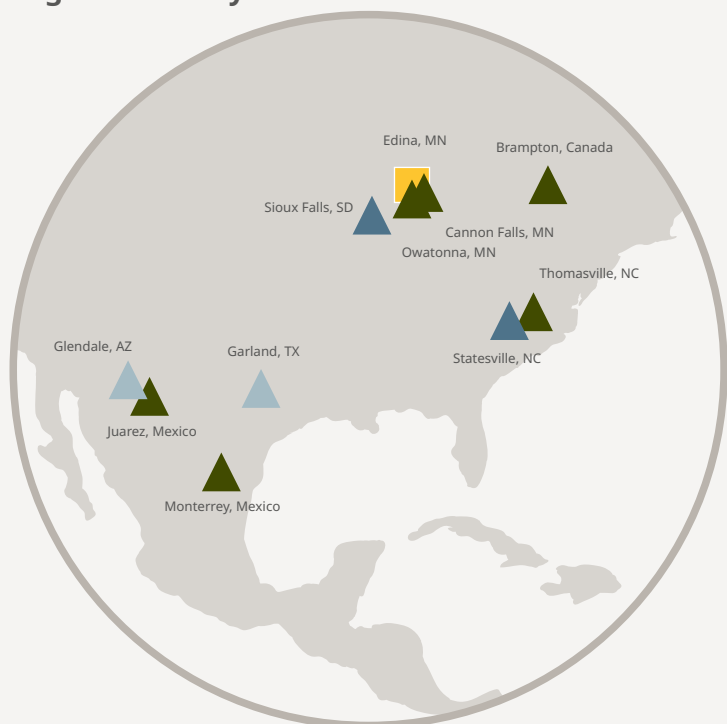 Edina, MN
Brampton, Canada
Sioux Falls, SD
Cannon Falls, MN
Owatonna, MN
Thomasville, NC
Glendale, AZ
Garland, TX
Statesville, NC
Juarez, Mexico
Monterrey, Mexico